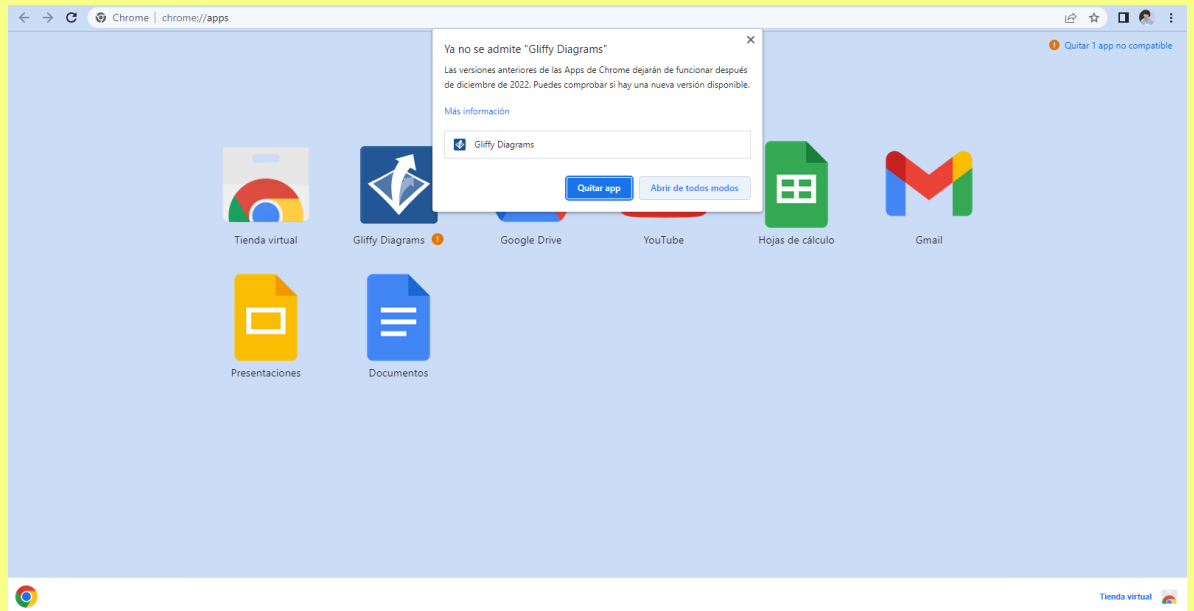 Chrome | chrome://apps
Quitar 1 app no compatible
Ya no se admite "Gliffy Diagrams"
Las versiones anteriores de las Apps de Chrome dejarán de funcionar después
de diciembre de 2022. Puedes comprobar si hay una nueva versión disponible.
Más información
Gliffy Diagrams
Quitar app
Abrir de todos modos
Tienda virtual
Gliffy Diagrams
Google Drive
YouTube
Hojas de cálculo
Gmail
Presentaciones
Documentos
Tienda virtual